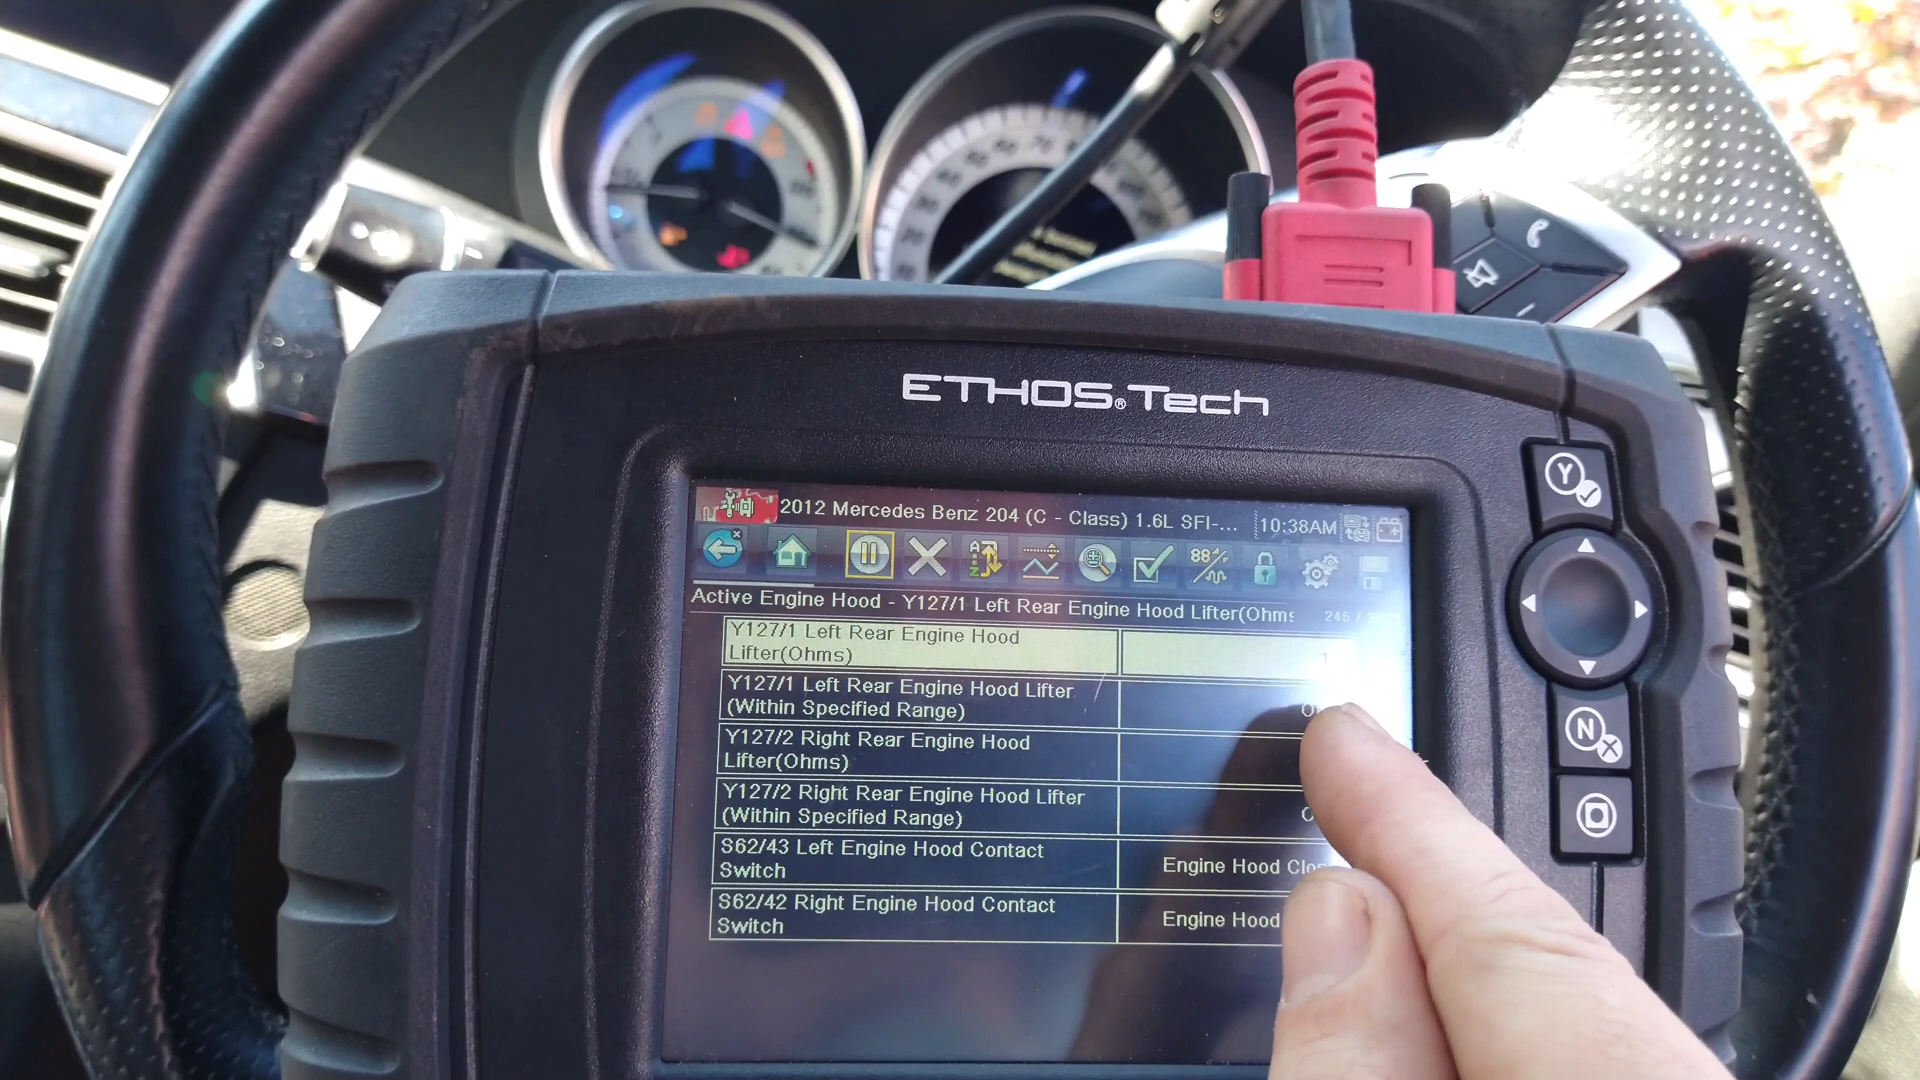 ETHOS® Tech
2012 Mercedes Benz 204 (C - Class) 1.6L SFI-...
10:38AM
Active Engine Hood - Y127/1 Left Rear Engine Hood Lifter(Ohms
245 /
Y127/1 Left Rear Engine Hood
Lifter(Ohms)
Y127/1 Left Rear Engine Hood Lifter
(Within Specified Range)
Y127/2 Right Rear Engine Hood
Lifter(Ohms)
Y127/2 Right Rear Engine Hood Lifter
(Within Specified Range)
S62/43 Left Engine Hood Contact
Switch
Engine Hood Clo
S62/42 Right Engine Hood Contact
Switch
Engine Hood
Y
N